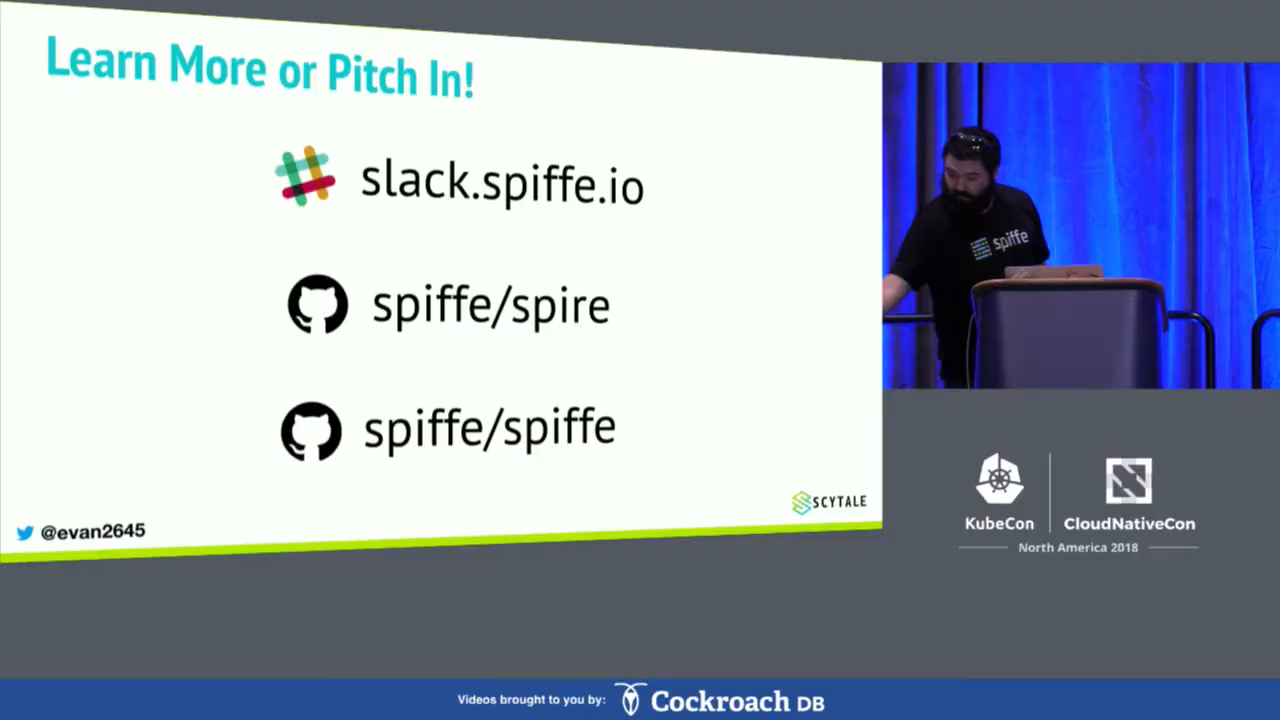 Learn More or Pitch In!
slack.spiffe.io
spiffe/spire
spiffe/spiffe
SCYTALE
@evan2645
spiffe
KubeCon
CloudNativeCon
North America 2018
Videos brought to you by:
Cockroach DB